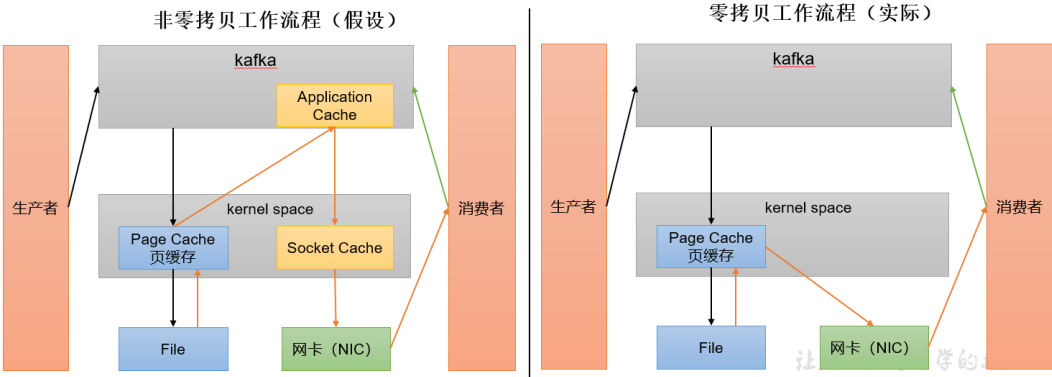 非零拷贝工作流程（假设）
kafka
Application
Cache
生产者
kernel space
消费者
Page Cache
页缓存
Socket Cache
File
网卡（NIC）
零拷贝工作流程（实际）
kafka
生产者
kernel space
消费者
Page Cache
页缓存
File
网卡（NIC）
让
学的